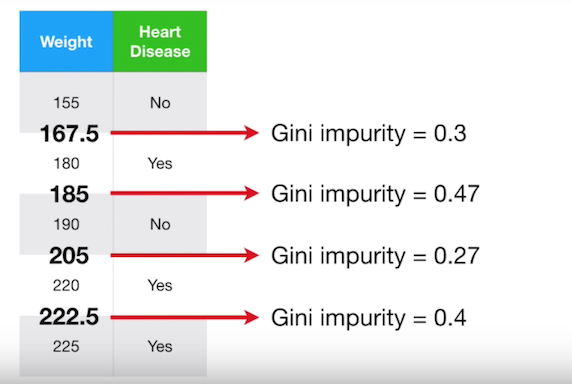 Weight Heart Disease
155 No
167.5 Gini impurity = 0.3
180 Yes
185 Gini impurity = 0.47
190 No
205 Gini impurity = 0.27
220 Yes
222.5 Gini impurity = 0.4
225 Yes